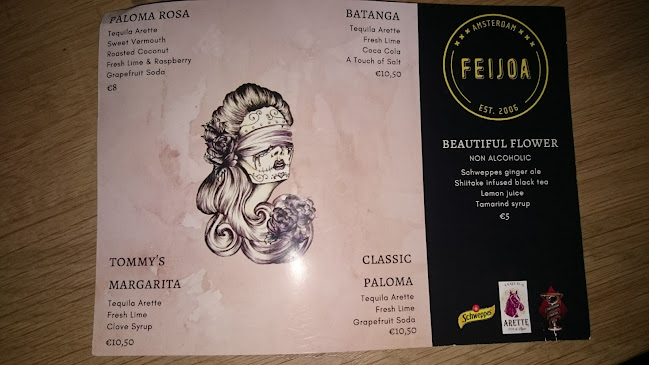 PALOMA ROSA
Tequila Arette
Sweet Vermouth
Roasted Coconut
Fresh Lime & Raspberry
Grapefruit Soda
€8
BATANGA
Tequila Arette
Fresh Lime
Coca Cola
A Touch of Salt
€10,50
TOMMY'S
MARGARITA
Tequila Arette
Fresh Lime
Clove Syrup
€10,50
CLASSIC
PALOMA
Tequila Arette
Fresh Lime
Grapefruit Soda
€10,50
AMSTERDAM
FEIJOA
EST. 2006
BEAUTIFUL FLOWER
NON ALCOHOLIC
Schweppes ginger ale
Shiitake infused black tea
Lemon juice
Tamarind syrup
€5
Schweppes
ARETTE